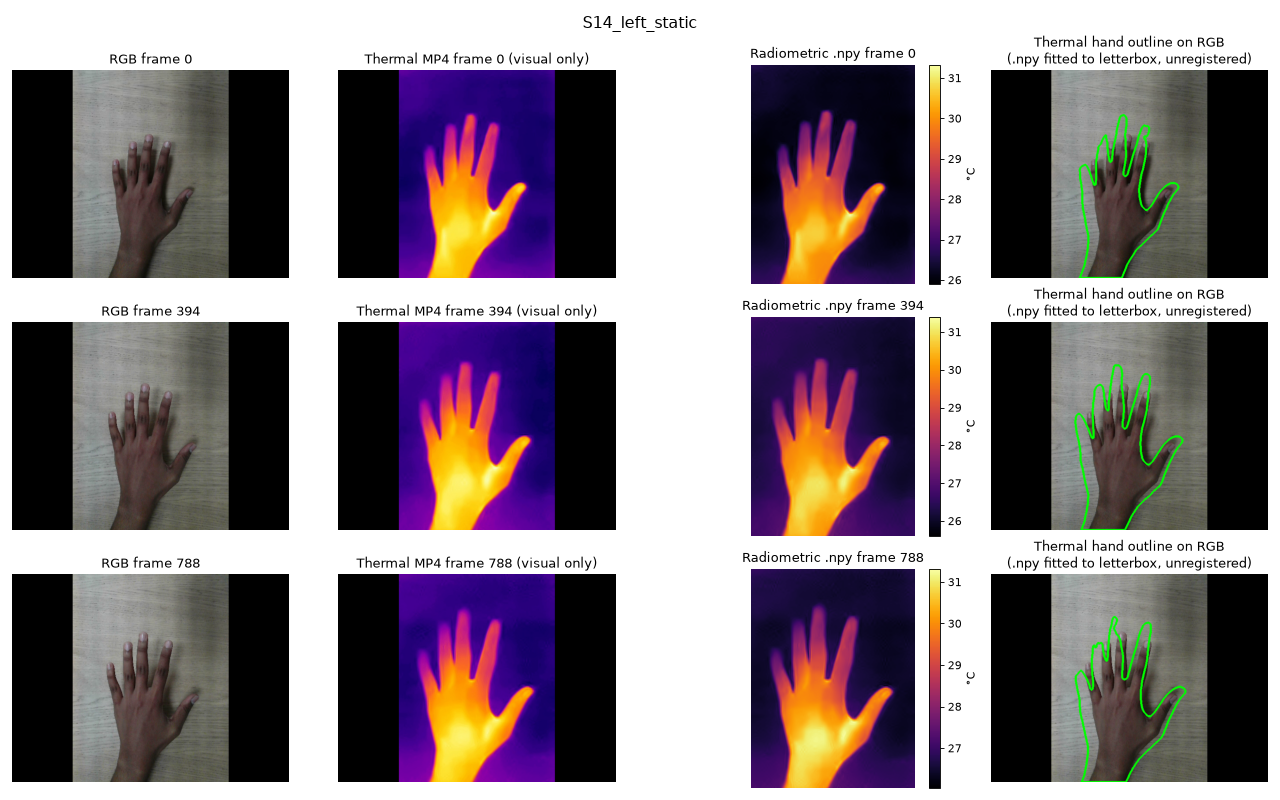 S14_left_static
RGB frame 0
Thermal MP4 frame 0 (visual only)
Radiometric .npy frame 0
Thermal hand outline on RGB
(.npy fitted to letterbox, unregistered)
31
30
29
28
27
26
°C
RGB frame 394
Thermal MP4 frame 394 (visual only)
Radiometric .npy frame 394
Thermal hand outline on RGB
(.npy fitted to letterbox, unregistered)
31
30
29
28
27
26
°C
RGB frame 788
Thermal MP4 frame 788 (visual only)
Radiometric .npy frame 788
Thermal hand outline on RGB
(.npy fitted to letterbox, unregistered)
31
30
29
28
27
°C